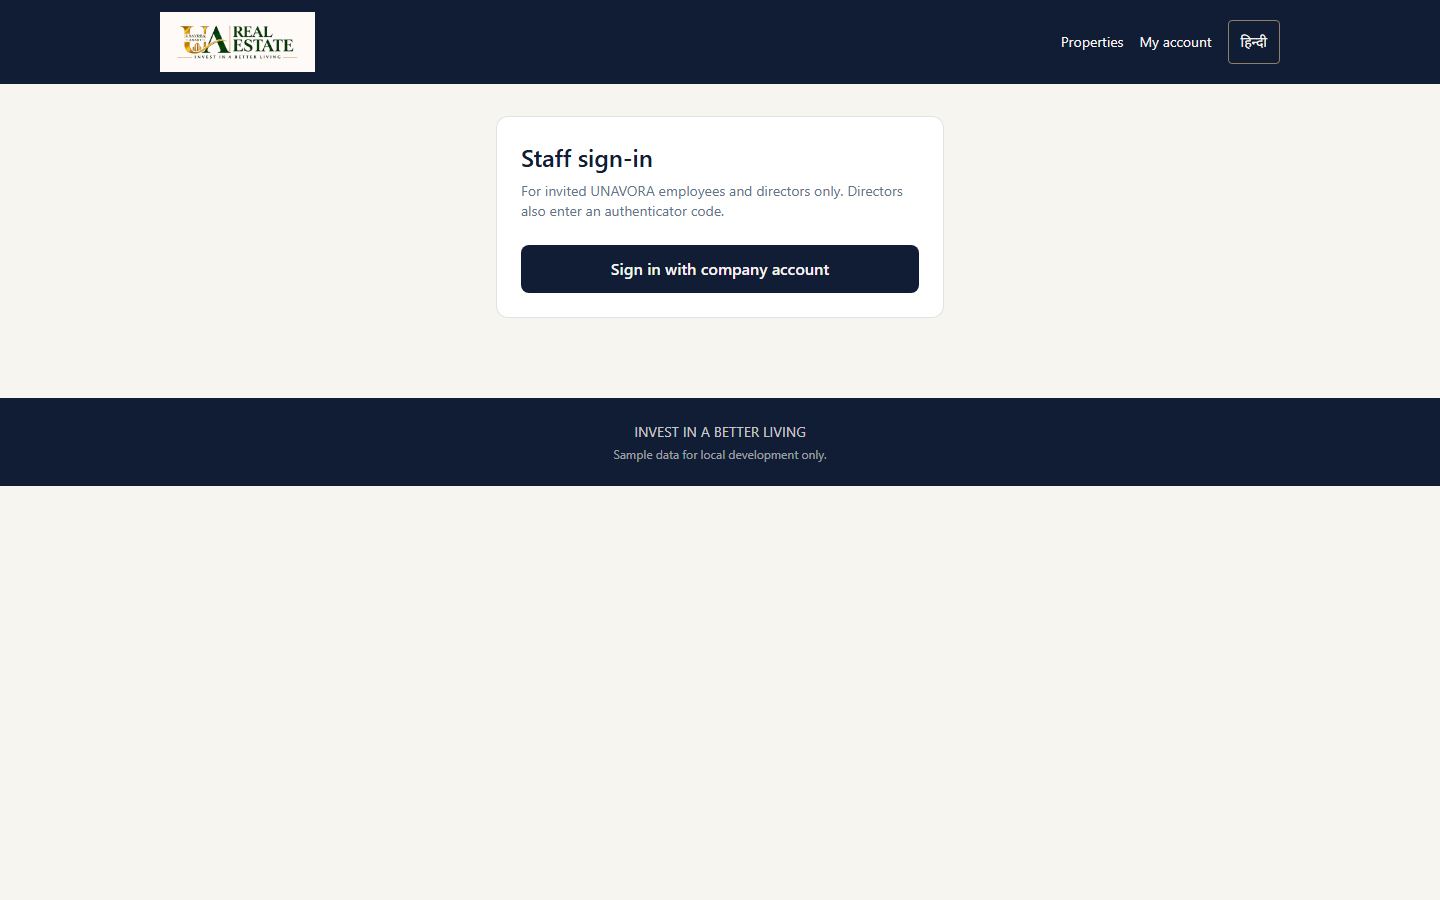 UA REAL
ESTATE
INVEST IN A BETTER LIVING
Properties
My account
हिन्दी
Staff sign-in
For invited UNAVORA employees and directors only. Directors
also enter an authenticator code.
Sign in with company account
INVEST IN A BETTER LIVING
Sample data for local development only.